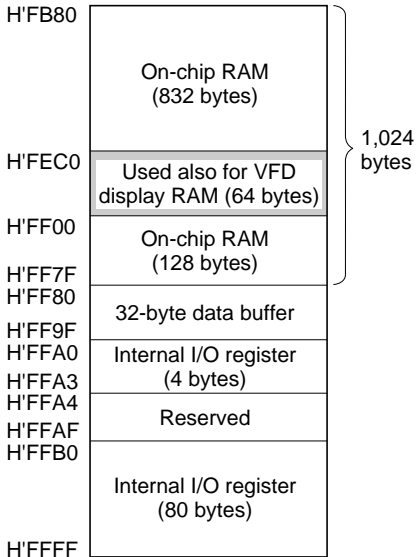 H'FB80
On-chip RAM
(832 bytes)
1,024
bytes
H'FEC0
Used also for VFD
display RAM (64 bytes)
H'FF00
On-chip RAM
(128 bytes)
H'FF7F
H'FF80
32-byte data buffer
H'FF9F
H'FFA0
Internal I/O register
(4 bytes)
H'FFA3
H'FFA4
Reserved
H'FFAF
H'FFB0
Internal I/O register
(80 bytes)
H'FFFF